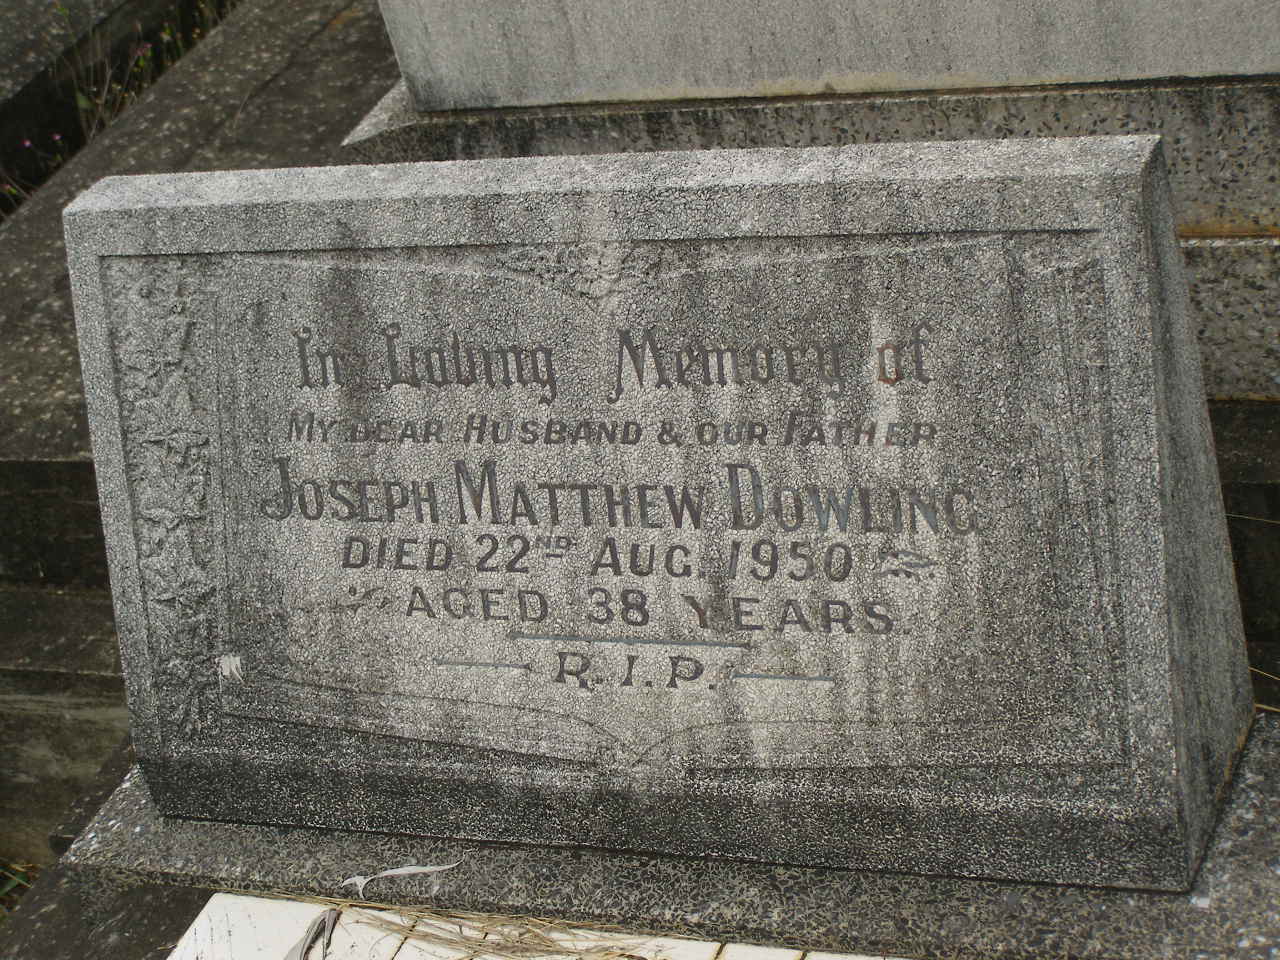 In Loving Memory of
MY DEAR HUSBAND & OUR FATHER
JOSEPH MATTHEW DOWLING
DIED 22ND AUG. 1950
AGED 38 YEARS.
R.I.P.